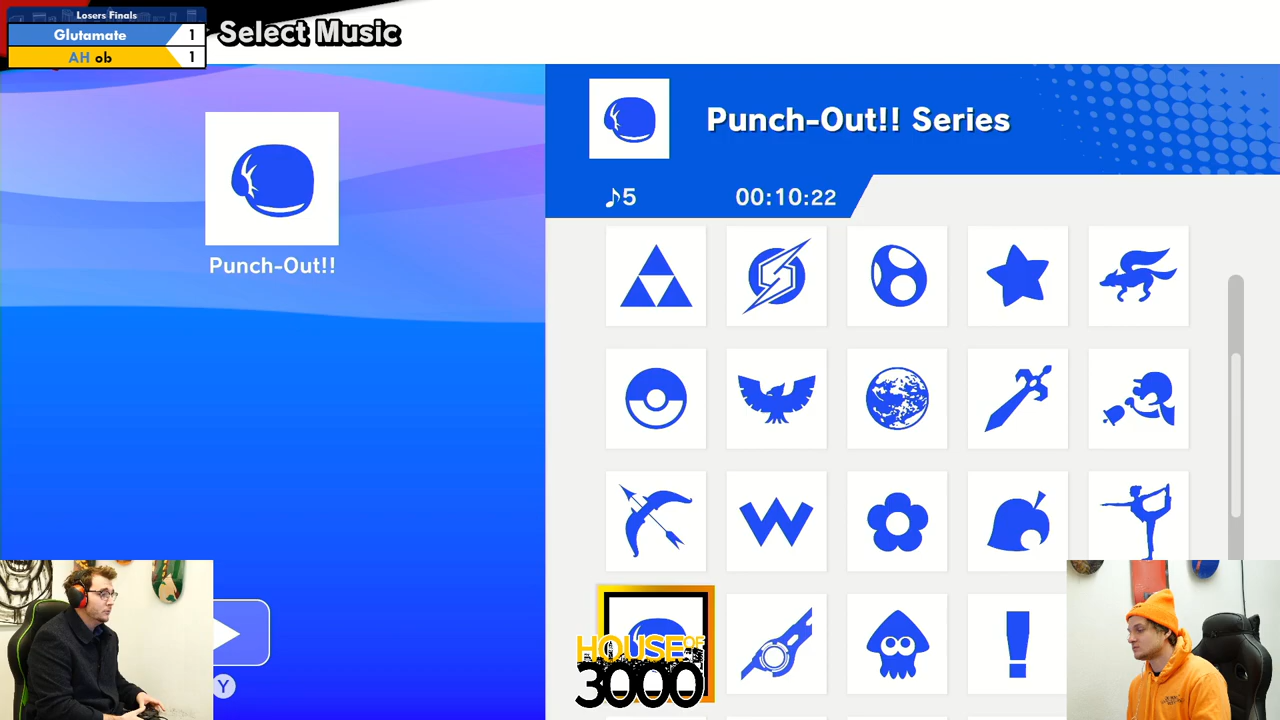 Losers Finals
Glutamate 1
AH ob 1
Select Music
Punch-Out!!
Punch-Out!! Series
♪5 00:10:22
HOUSE OF
3000
Y